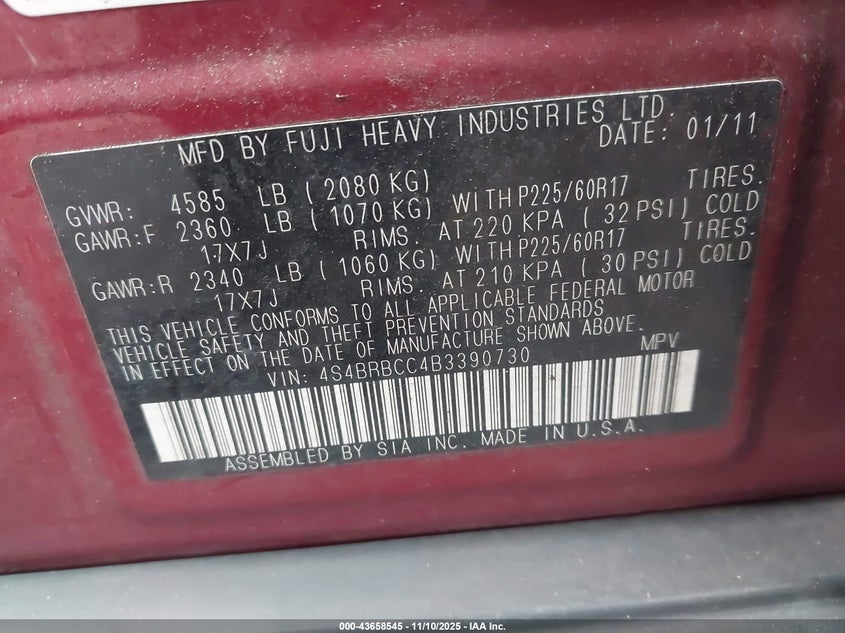 MFD BY FUJI HEAVY INDUSTRIES LTD.
DATE: 01/11
GVWR: 4585 LB (2080 KG)
GAWR:F 2360 LB (1070 KG) WITH P225/60R17 TIRES.
17X7J RIMS. AT 220 KPA (32 PSI) COLD
GAWR:R 2340 LB (1060 KG) WITH P225/60R17 TIRES.
17X7J RIMS. AT 210 KPA (30 PSI) COLD
THIS VEHICLE CONFORMS TO ALL APPLICABLE FEDERAL MOTOR
VEHICLE SAFETY AND THEFT PREVENTION STANDARDS
IN EFFECT ON THE DATE OF MANUFACTURE SHOWN ABOVE.
VIN: 4S4BRBCC4B3390730 MPV
ASSEMBLED BY SIA INC. MADE IN U.S.A.
000-43658545 - 11/10/2025 - IAA Inc.